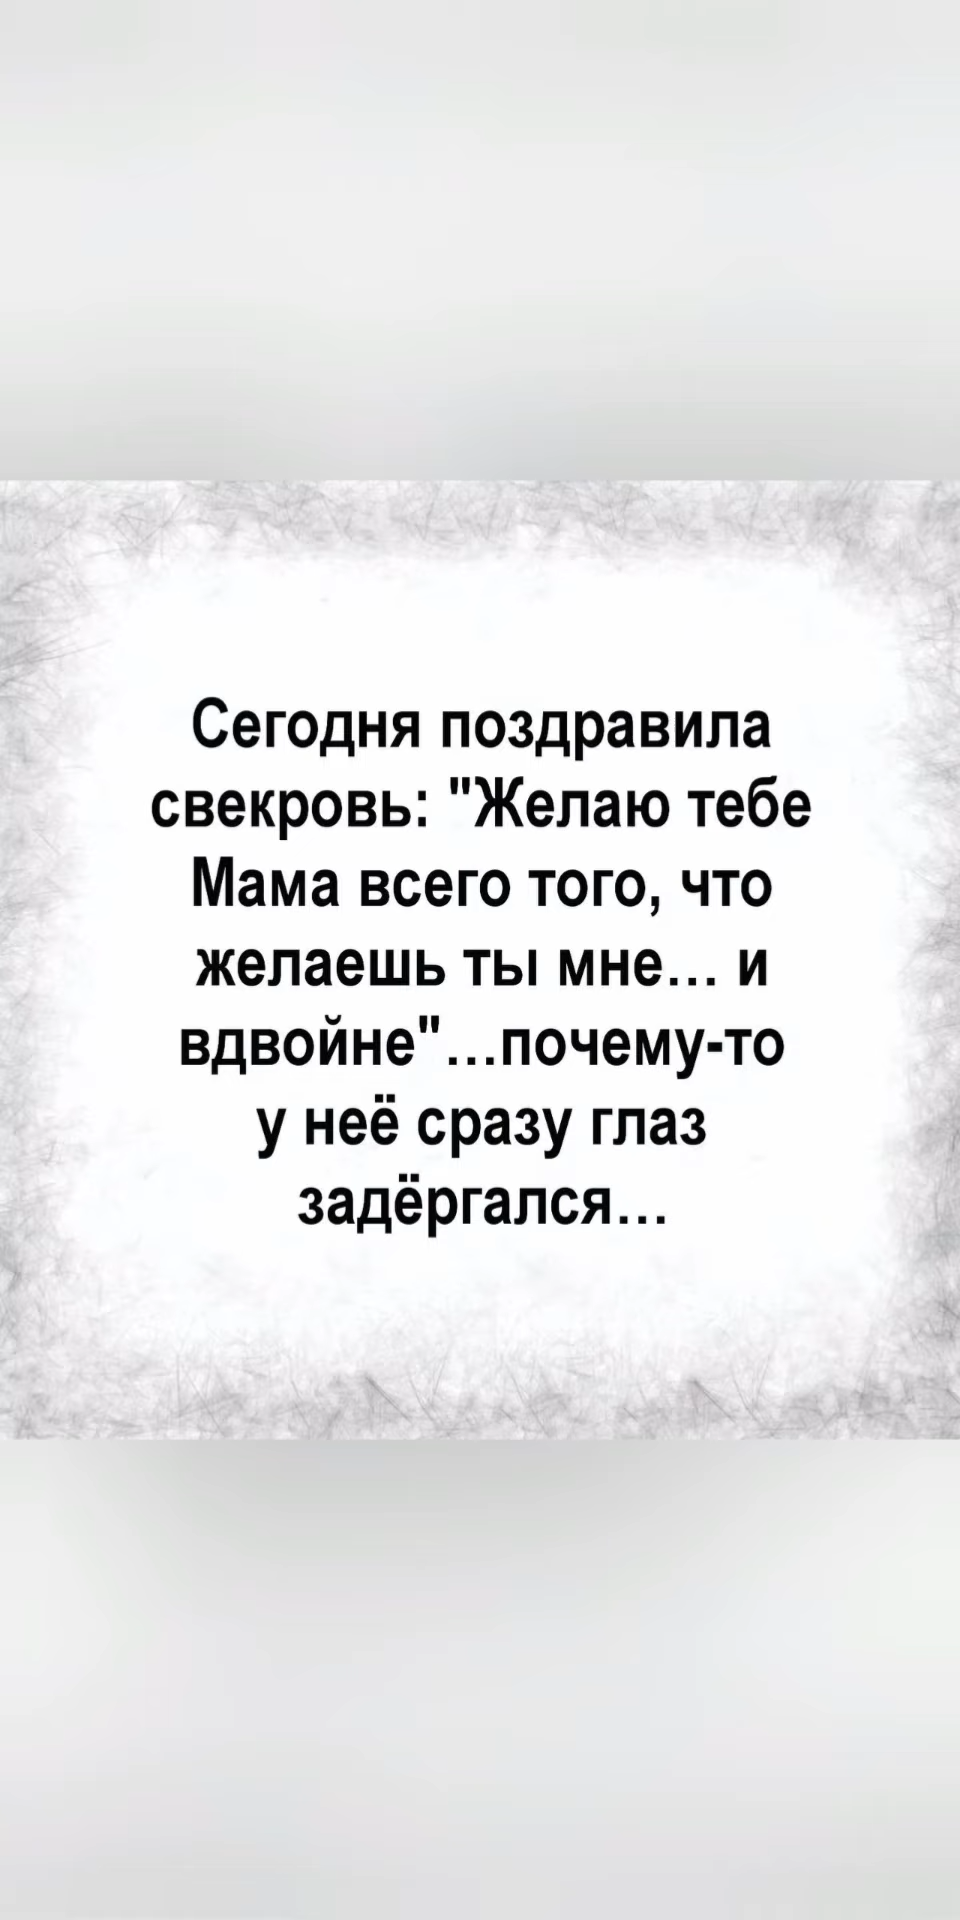 Сегодня поздравила
свекровь: "Желаю тебе
Мама всего того, что
желаешь ты мне... и
вдвойне"...почему-то
у неё сразу глаз
задёргался...